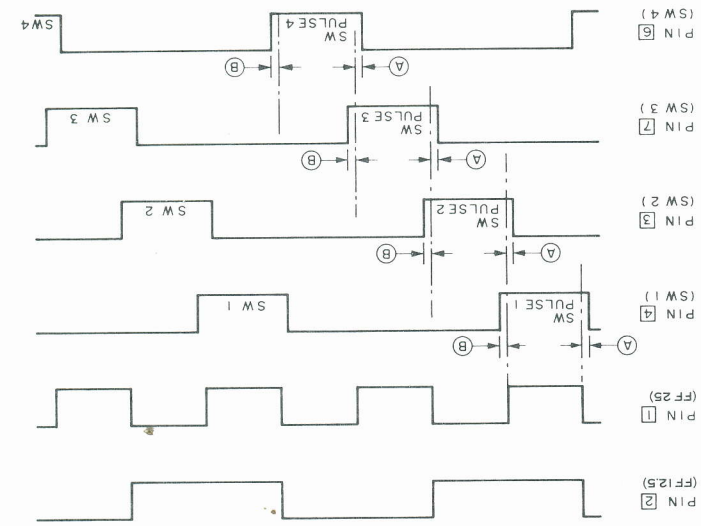 PIN 2
(FF12.5)
PIN 1
(FF 25)
A
B
PIN 4
(SW 1)
SW
PULSE 1
SW 1
A
B
PIN 3
(SW 2)
SW
PULSE 2
SW 2
A
B
PIN 7
(SW 3)
SW
PULSE 3
SW 3
A
B
PIN 6
(SW 4)
SW
PULSE 4
SW4